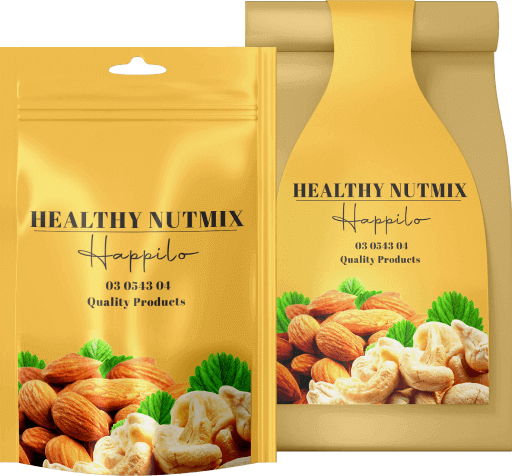 HEALTHY NUTMIX
Happilo
03 0543 04
Quality Products
HEALTHY NUTMIX
Happilo
03 0543 04
Quality Products